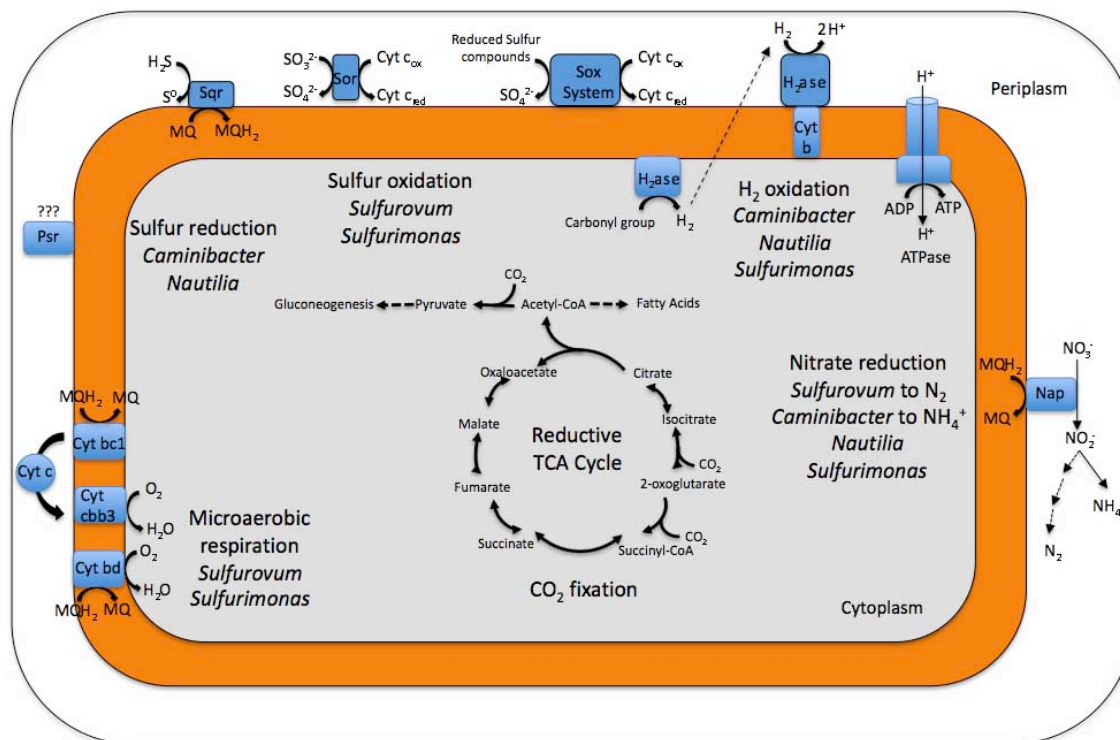 H₂S
S⁰
Sqr
MQ
MQH₂
SO₃²⁻
SO₄²⁻
Sor
Cyt c_ox
Cyt c_red
Reduced Sulfur
compounds
SO₄²⁻
Sox
System
Cyt c_ox
Cyt c_red
H₂
2H⁺
H₂ase
Cyt
b
H⁺
Periplasm
ADP
ATP
H⁺
ATPase
H₂ase
Carbonyl group
H₂
Sulfur oxidation
Sulfurovum
Sulfurimonas
H₂ oxidation
Caminibacter
Nautilia
Sulfurimonas
???
Psr
Sulfur reduction
Caminibacter
Nautilia
CO₂
Gluconeogenesis
Pyruvate
Acetyl-CoA
Fatty Acids
Oxaloacetate
Citrate
Malate
Isocitrate
Reductive
TCA Cycle
CO₂
Fumarate
2-oxoglutarate
Succinate
Succinyl-CoA
CO₂
CO₂ fixation
Nitrate reduction
Sulfurovum to N₂
Caminibacter to NH₄⁺
Nautilia
Sulfurimonas
MQH₂
MQ
Nap
NO₃⁻
NO₂⁻
NH₄
N₂
MQH₂
MQ
Cyt bc1
Cyt c
Cyt
cbb3
O₂
H₂O
Cyt bd
O₂
H₂O
MQH₂
MQ
Microaerobic
respiration
Sulfurovum
Sulfurimonas
Cytoplasm